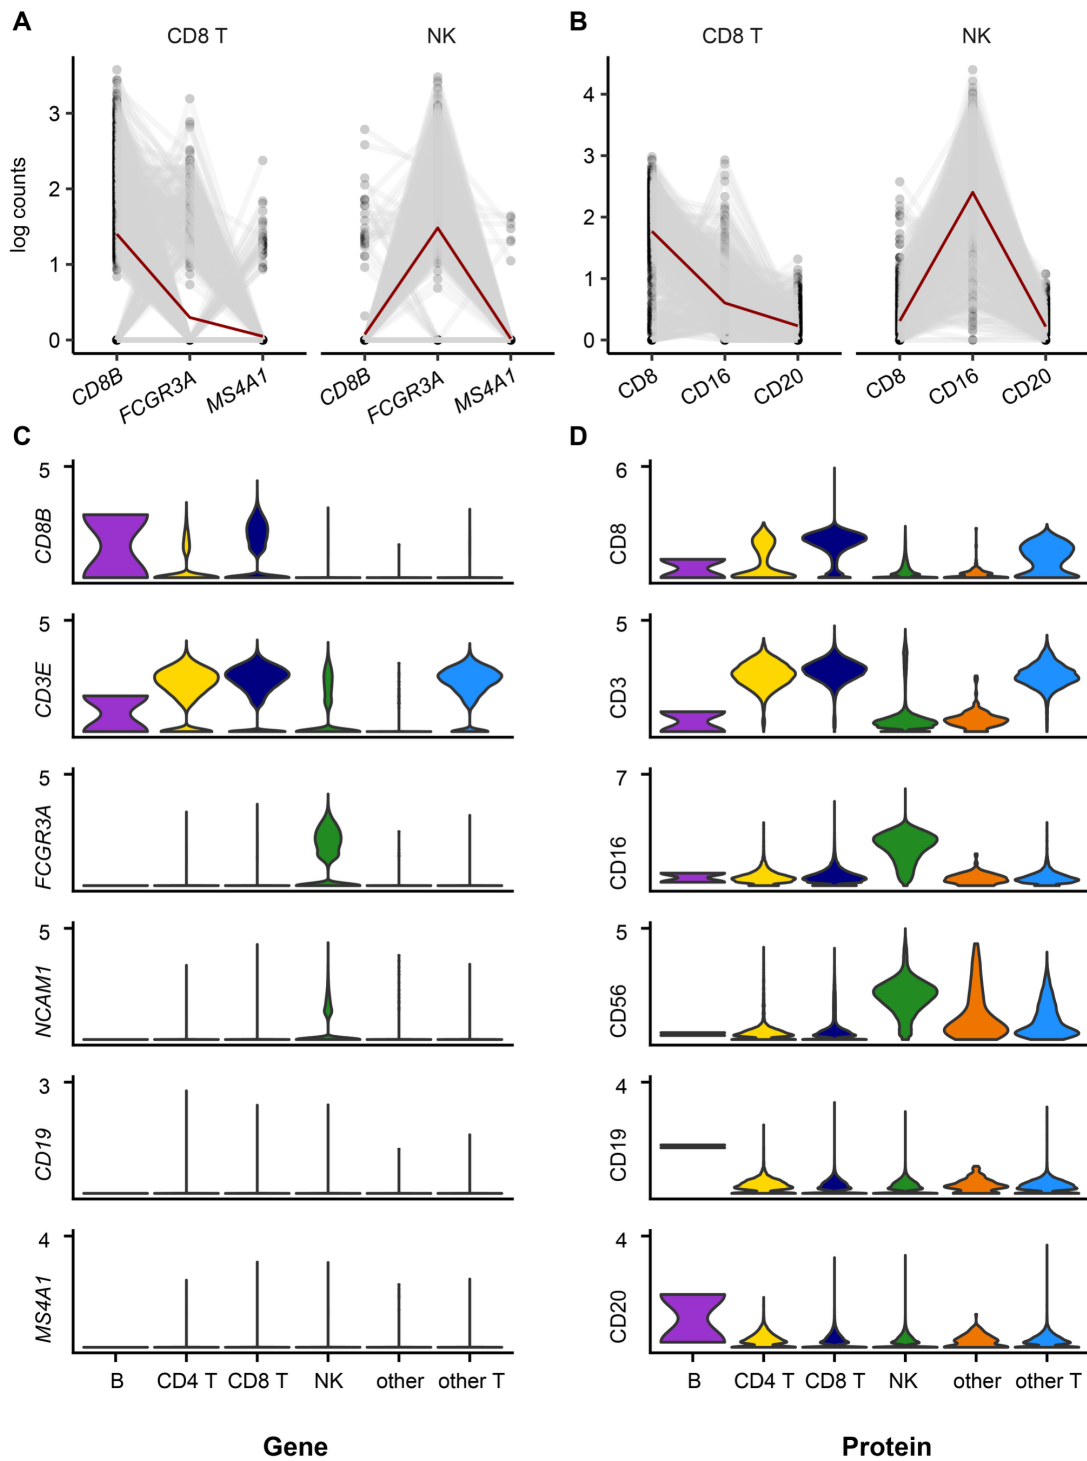 A
B
CD8 T
NK
CD8 T
NK
log counts
3
2
1
0
4
3
2
1
0
CD8B
FCGR3A
MS4A1
CD8B
FCGR3A
MS4A1
CD8
CD16
CD20
CD8
CD16
CD20
C
D
5
CD8B
6
CD8
5
CD3E
5
CD3
5
FCGR3A
7
CD16
5
NCAM1
5
CD56
3
CD19
4
CD19
4
MS4A1
4
CD20
B
CD4 T
CD8 T
NK
other
other T
B
CD4 T
CD8 T
NK
other
other T
Gene
Protein